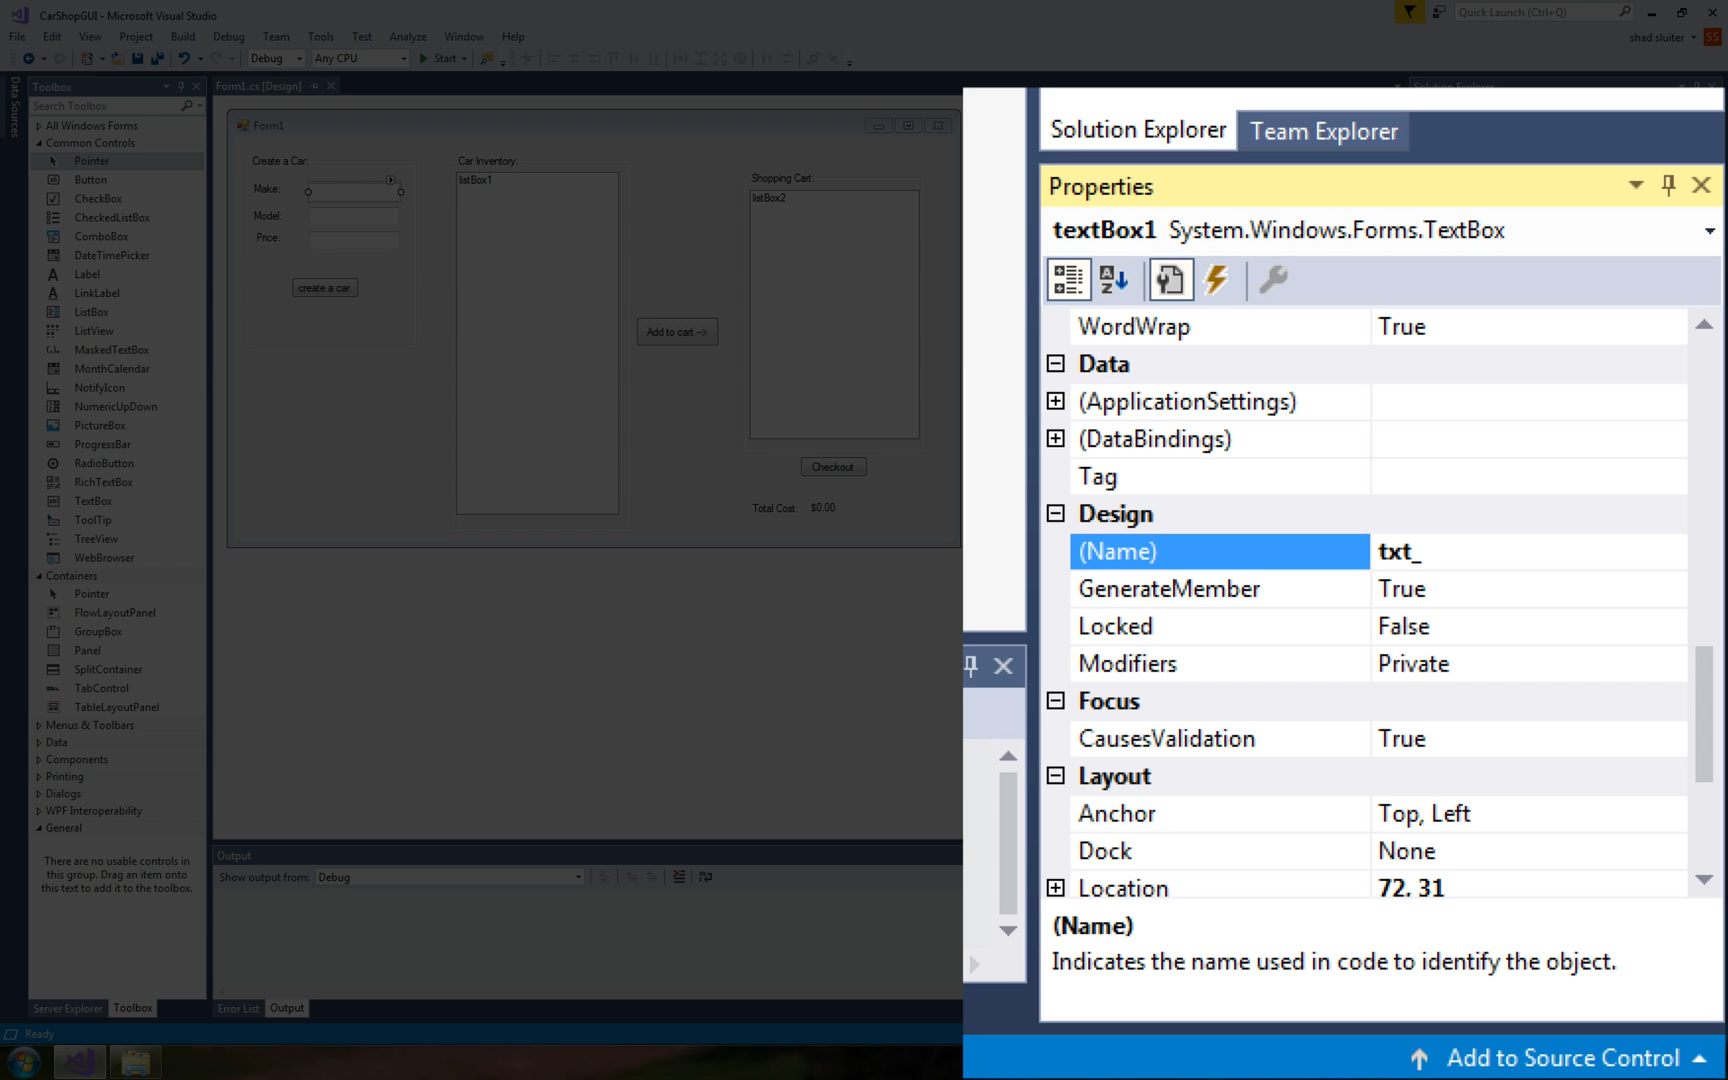 CarShopGUI - Microsoft Visual Studio
Quick Launch (Ctrl+Q)
File Edit View Project Build Debug Team Tools Test Analyze Window Help
shad sluiter SS
Debug Any CPU Start
Data Sources
Toolbox
Search Toolbox
All Windows Forms
Common Controls
Pointer
Button
CheckBox
CheckedListBox
ComboBox
DateTimePicker
Label
LinkLabel
ListBox
ListView
MaskedTextBox
MonthCalendar
NotifyIcon
NumericUpDown
PictureBox
ProgressBar
RadioButton
RichTextBox
TextBox
ToolTip
TreeView
WebBrowser
Containers
Pointer
FlowLayoutPanel
GroupBox
Panel
SplitContainer
TabControl
TableLayoutPanel
Menus & Toolbars
Data
Components
Printing
Dialogs
WPF Interoperability
General
There are no usable controls in
this group. Drag an item onto
this text to add it to the toolbox.
Server Explorer Toolbox
Form1.cs [Design]
Form1
Create a Car:
Make:
Model:
Price:
create a car
Car Inventory:
listBox1
Add to cart -->
Shopping Cart:
listBox2
Checkout
Total Cost: $0.00
Output
Show output from: Debug
Error List Output
Ready
Solution Explorer
Solution Explorer Team Explorer
Properties
textBox1 System.Windows.Forms.TextBox
WordWrap True
Data
(ApplicationSettings)
(DataBindings)
Tag
Design
(Name) txt_
GenerateMember True
Locked False
Modifiers Private
Focus
CausesValidation True
Layout
Anchor Top, Left
Dock None
Location 72, 31
(Name)
Indicates the name used in code to identify the object.
Add to Source Control